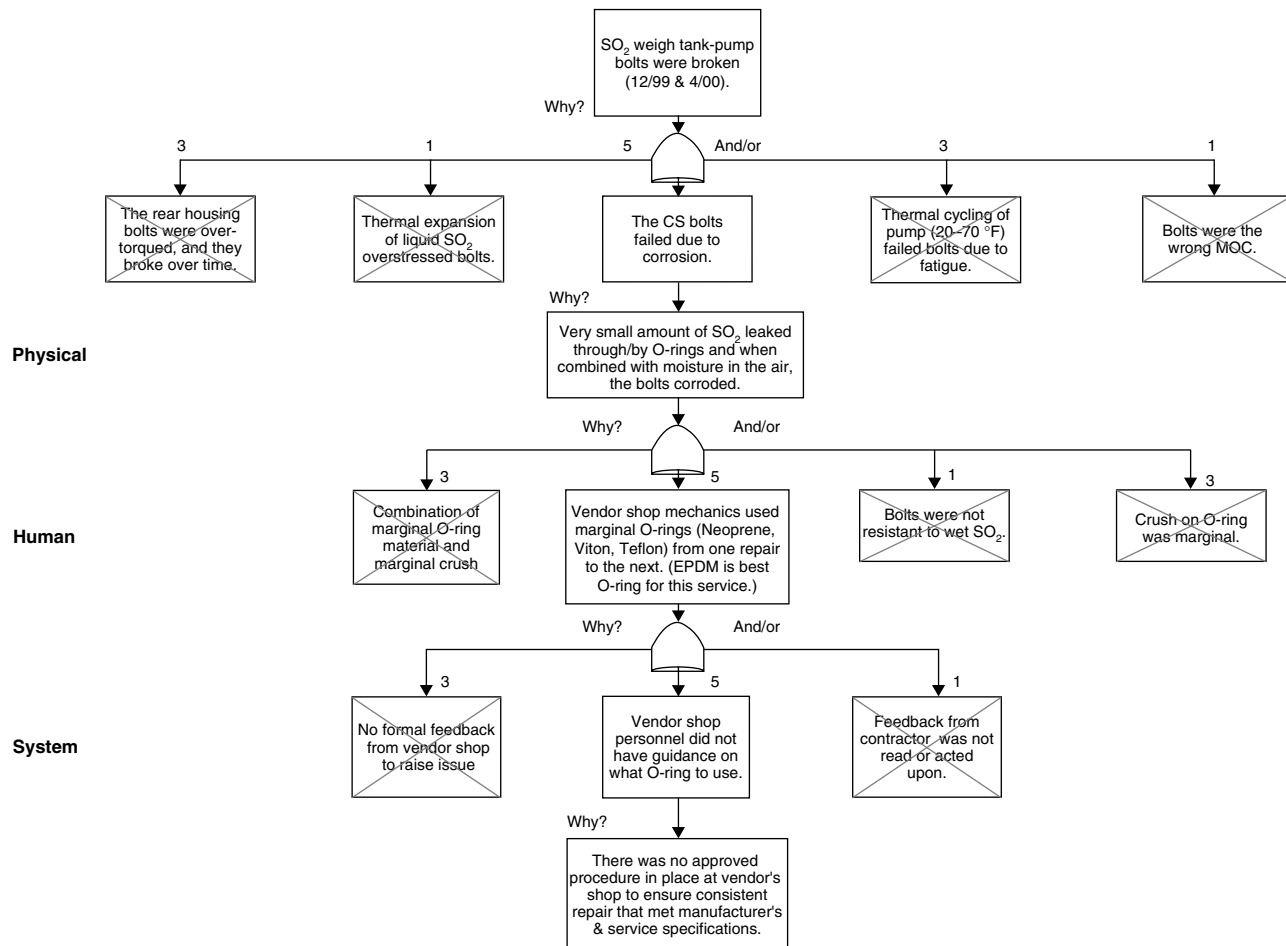 SO2 weigh tank-pump
bolts were broken
(12/99 & 4/00).
Why?
3
1
5
And/or
3
1
The rear housing
bolts were over-
torqued, and they
broke over time.
Thermal expansion
of liquid SO2
overstressed bolts.
The CS bolts
failed due to
corrosion.
Thermal cycling of
pump (20–70 °F)
failed bolts due to
fatigue.
Bolts were the
wrong MOC.
Why?
Physical
Very small amount of SO2 leaked
through/by O-rings and when
combined with moisture in the air,
the bolts corroded.
Why?
And/or
3
5
1
3
Human
Combination of
marginal O-ring
material and
marginal crush
Vendor shop mechanics used
marginal O-rings (Neoprene,
Viton, Teflon) from one repair
to the next. (EPDM is best
O-ring for this service.)
Bolts were not
resistant to wet SO2.
Crush on O-ring
was marginal.
Why?
And/or
3
5
1
System
No formal feedback
from vendor shop
to raise issue
Vendor shop
personnel did not
have guidance on
what O-ring to use.
Feedback from
contractor was not
read or acted
upon.
Why?
There was no approved
procedure in place at vendor's
shop to ensure consistent
repair that met manufacturer's
& service specifications.